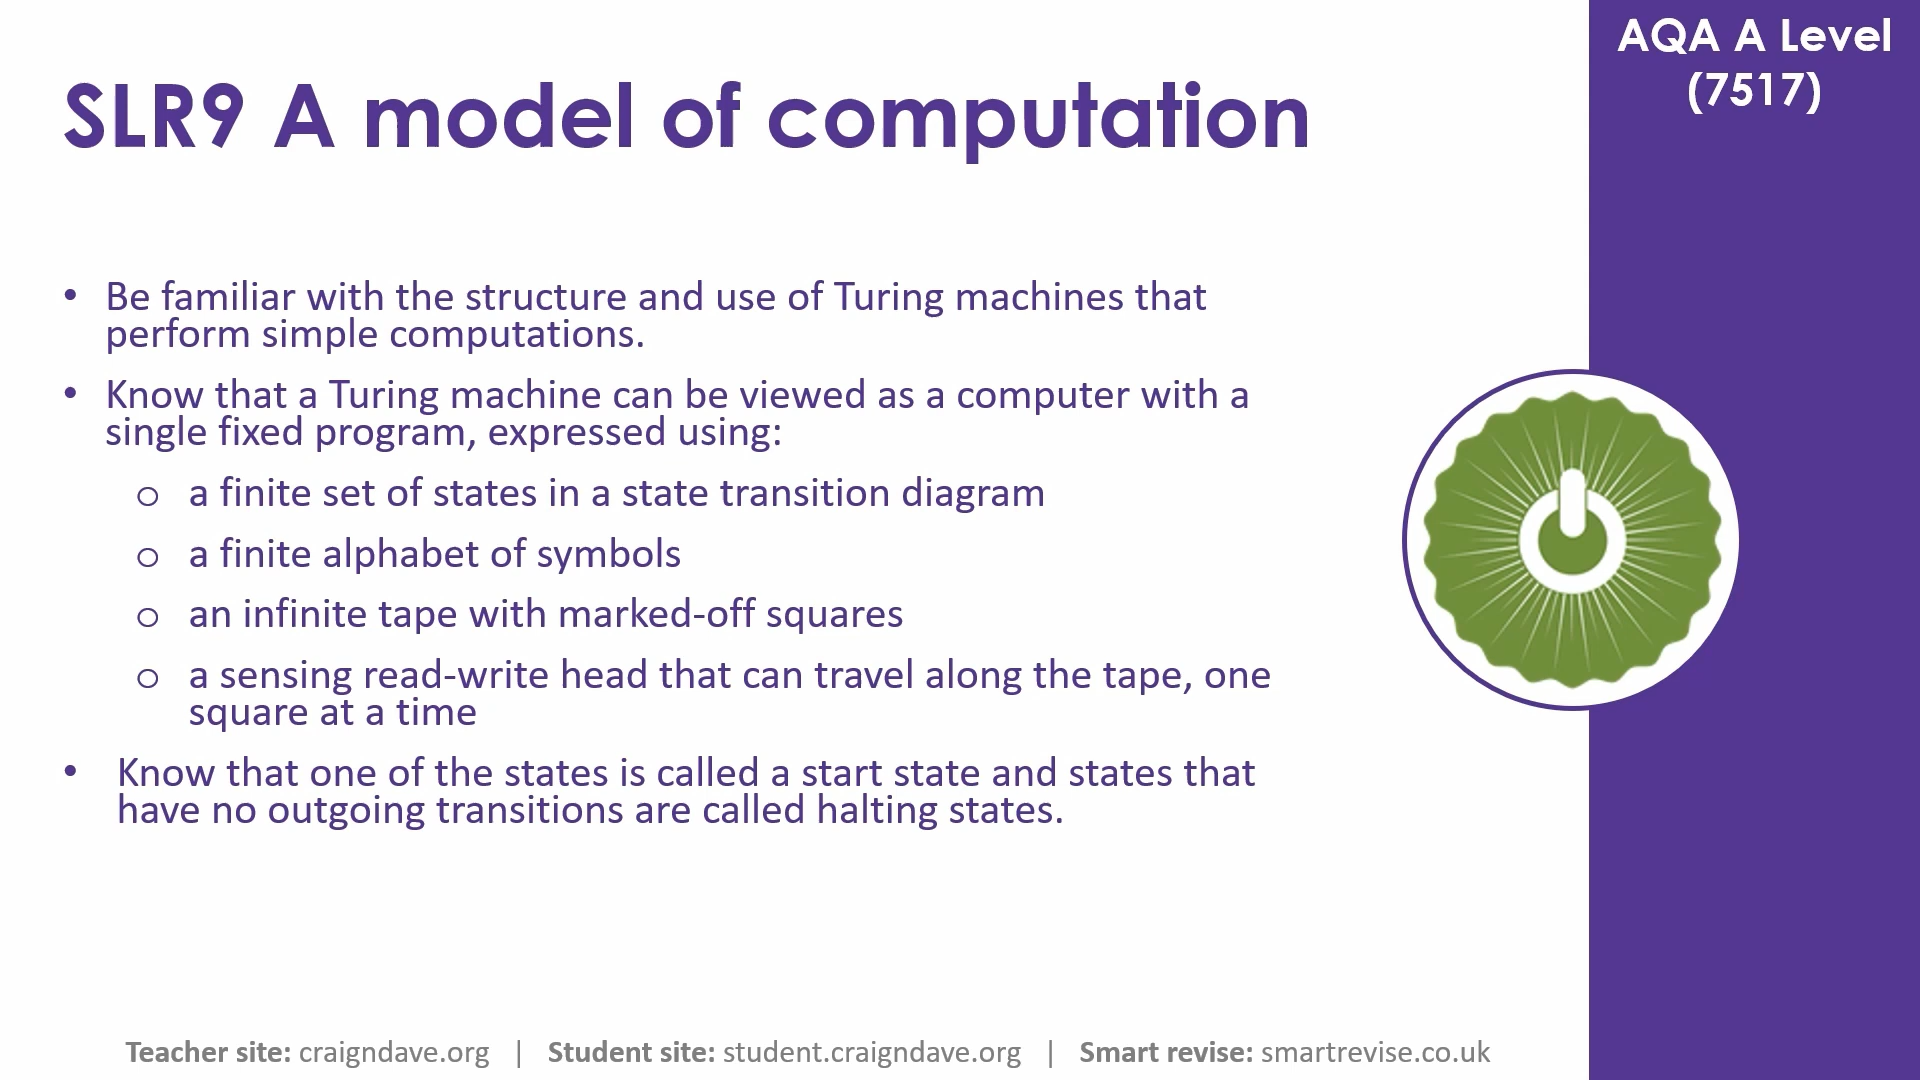 AQA A Level
(7517)
SLR9 A model of computation
• Be familiar with the structure and use of Turing machines that
perform simple computations.
• Know that a Turing machine can be viewed as a computer with a
single fixed program, expressed using:
o a finite set of states in a state transition diagram
o a finite alphabet of symbols
o an infinite tape with marked-off squares
o a sensing read-write head that can travel along the tape, one
square at a time
• Know that one of the states is called a start state and states that
have no outgoing transitions are called halting states.
Teacher site: craigndave.org | Student site: student.craigndave.org | Smart revise: smartrevise.co.uk